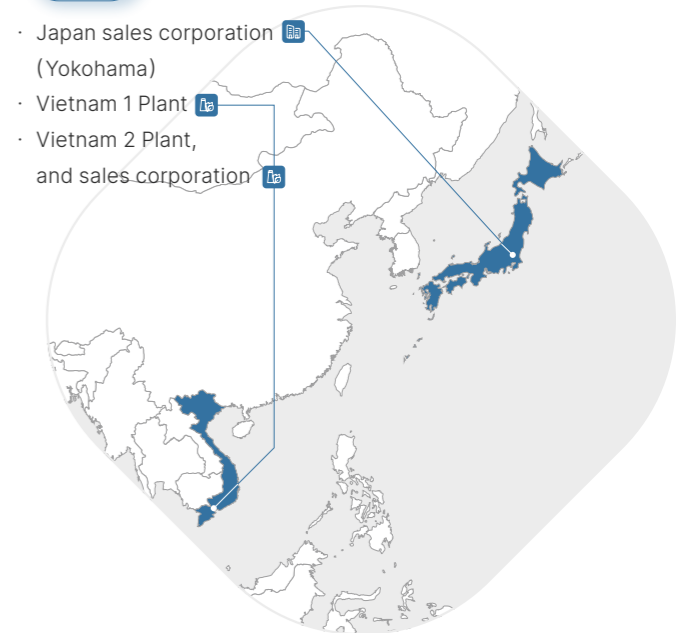 · Japan sales corporation
(Yokohama)
· Vietnam 1 Plant
· Vietnam 2 Plant,
and sales corporation